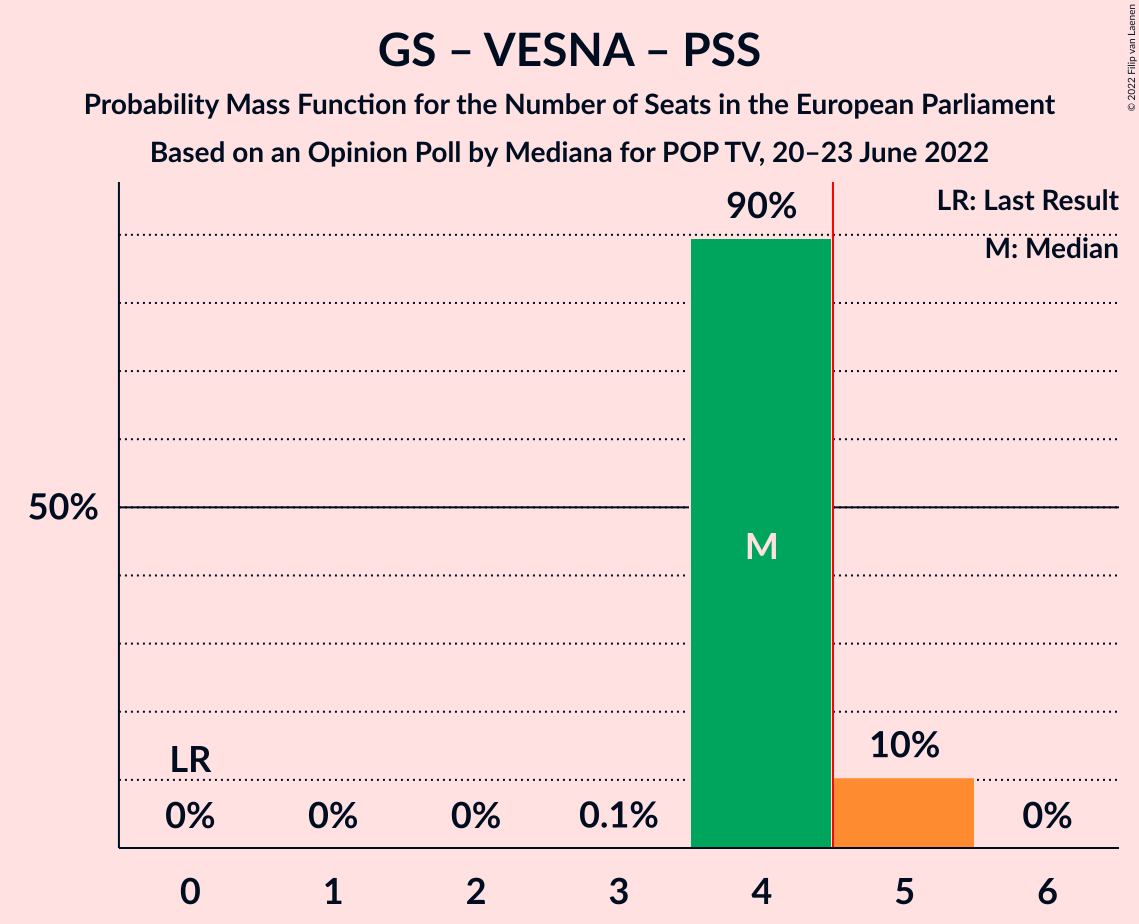 GS – VESNA – PSS
Probability Mass Function for the Number of Seats in the European Parliament
Based on an Opinion Poll by Mediana for POP TV, 20–23 June 2022
© 2022 Filip van Laenen
LR: Last Result
M: Median
90%
50%
M
LR
10%
0% 0% 0% 0.1% 0%
0 1 2 3 4 5 6